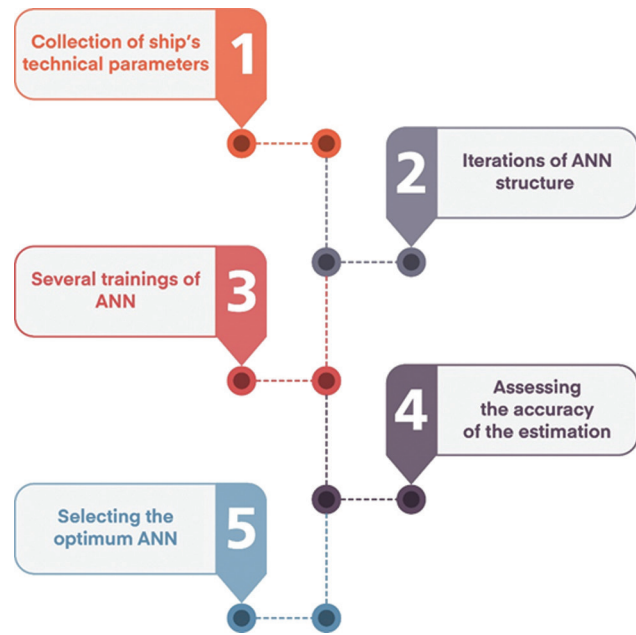 Collection of ship's
technical parameters
1
2
Iterations of ANN
structure
Several trainings of
ANN
3
4
Assessing
the accuracy
of the estimation
Selecting the
optimum ANN
5